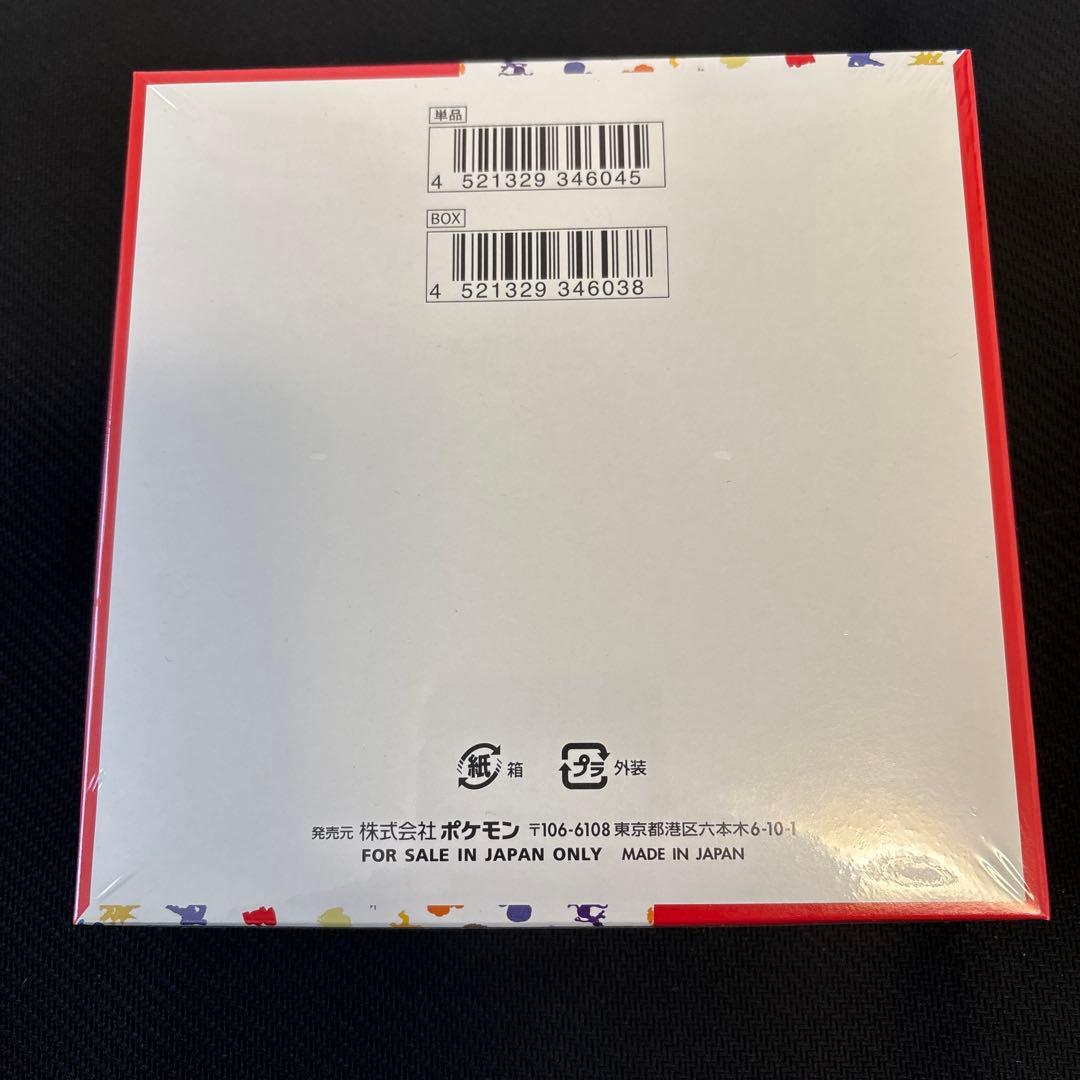 単品
4 521329 346045
BOX
4 521329 346038
紙 箱 プラ 外装
発売元 株式会社 ポケモン 〒106-6108 東京都港区六本木6-10-1
FOR SALE IN JAPAN ONLY MADE IN JAPAN